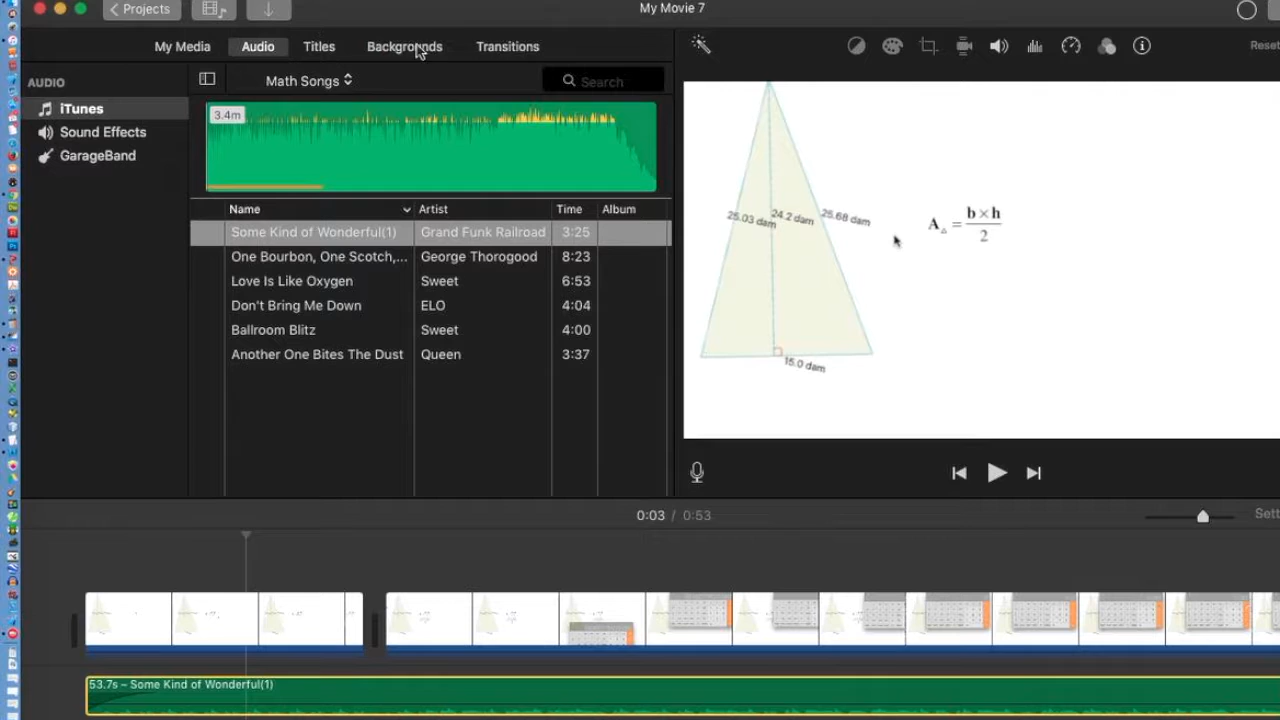 Projects
My Movie 7
My Media Audio Titles Backgrounds Transitions
Reset
AUDIO
Math Songs
Search
iTunes
Sound Effects
GarageBand
3.4m
Name Artist Time Album
Some Kind of Wonderful(1) Grand Funk Railroad 3:25
One Bourbon, One Scotch,... George Thorogood 8:23
Love Is Like Oxygen Sweet 6:53
Don't Bring Me Down ELO 4:04
Ballroom Blitz Sweet 4:00
Another One Bites The Dust Queen 3:37
25.03 dam 24.2 dam 25.68 dam
15.0 dam
A△ = b×h
2
0:03 / 0:53
Sett
53.7s – Some Kind of Wonderful(1)